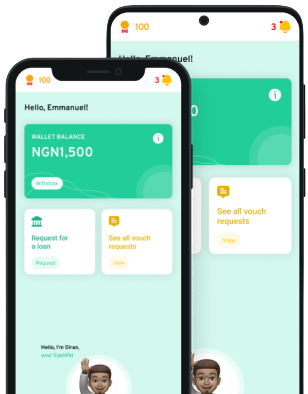 100
3
Hello, Emmanuel!
WALLET BALANCE
NGN1,500
Withdraw
Request for
a loan
Request
See all vouch
requests
View
Hello, I'm Diran,
your CashPal
100
3
Hello, Emmanuel!
0
See all vouch
requests
View